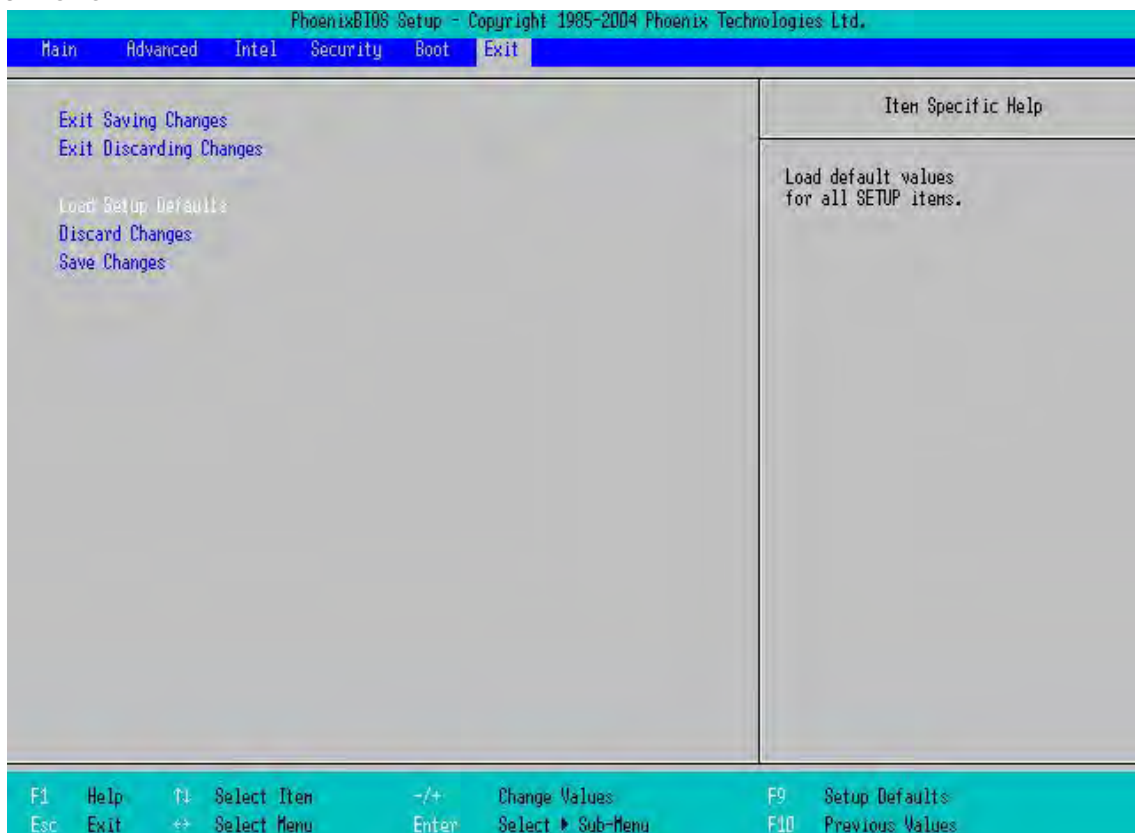 PhoenixBIOS Setup - Copyright 1985-2004 Phoenix Technologies Ltd.
Main Advanced Intel Security Boot Exit
Item Specific Help
Exit Saving Changes
Exit Discarding Changes
Load Setup Defaults
Discard Changes
Save Changes
Load default values
for all SETUP items.
F1 Help ↑↓ Select Item -/+ Change Values F9 Setup Defaults
Esc Exit ↔ Select Menu Enter Select ▶ Sub-Menu F10 Previous Values